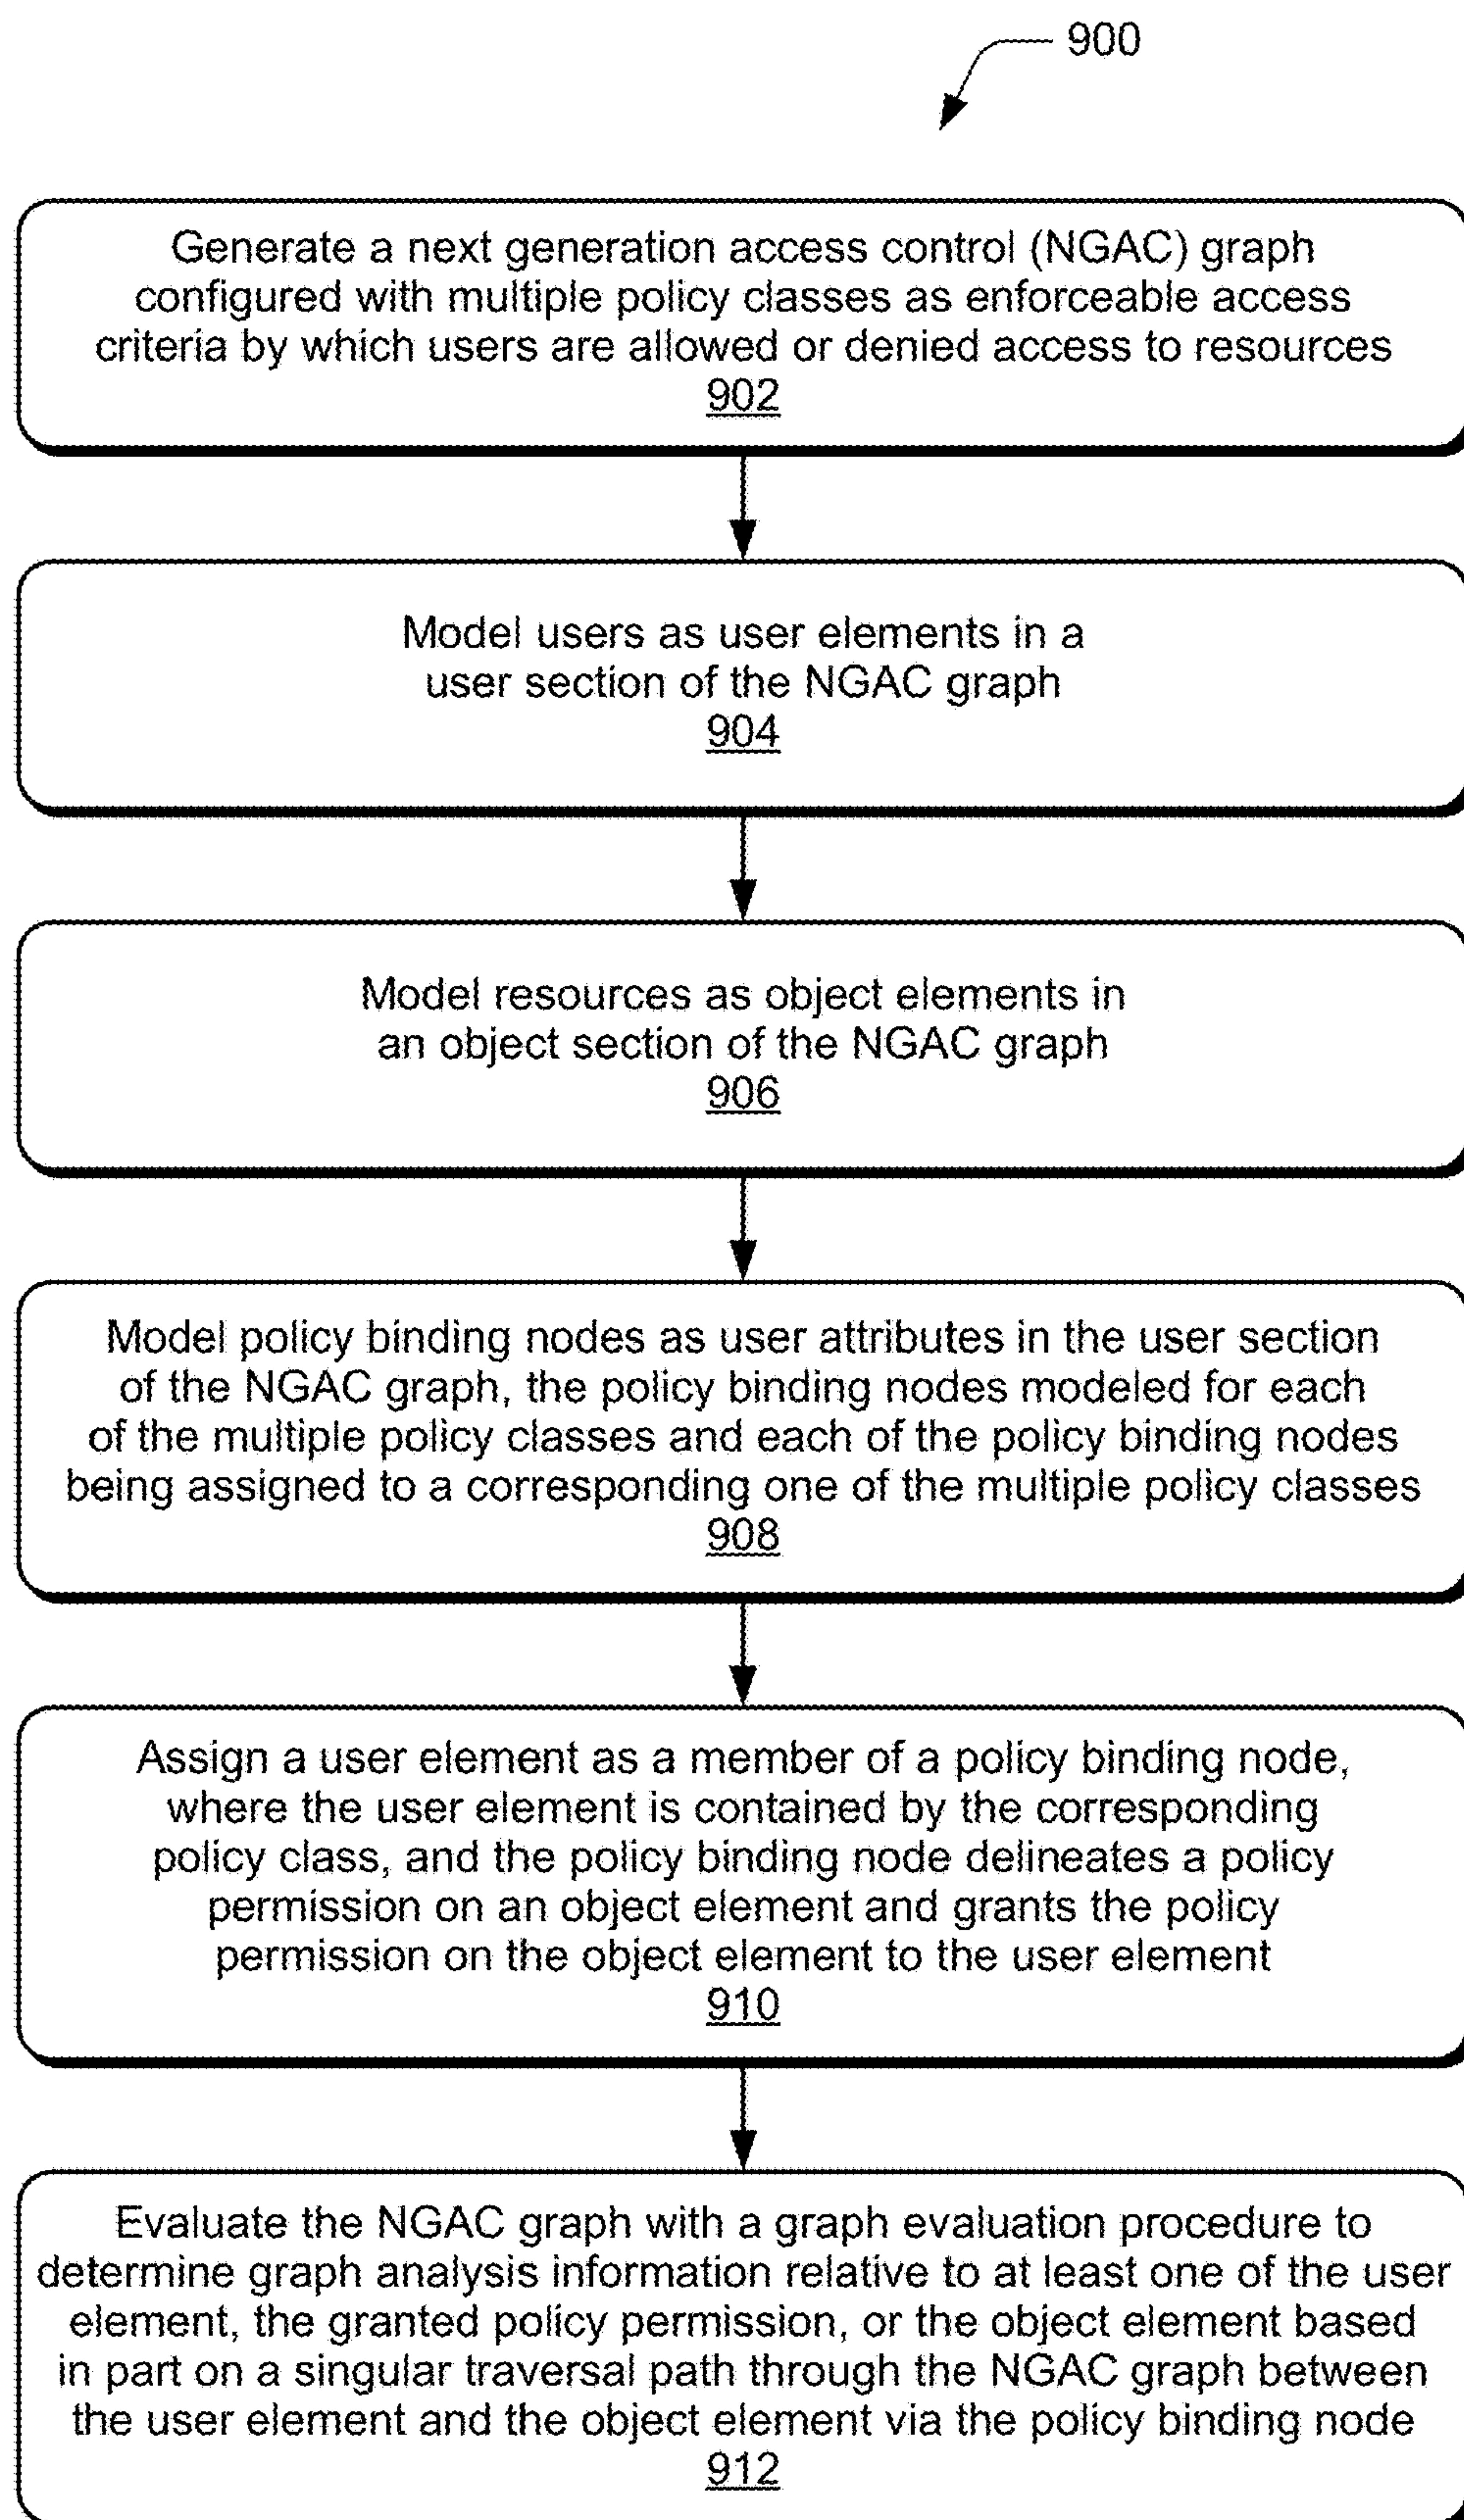 900
Generate a next generation access control (NGAC) graph
configured with multiple policy classes as enforceable access
criteria by which users are allowed or denied access to resources
902
Model users as user elements in a
user section of the NGAC graph
904
Model resources as object elements in
an object section of the NGAC graph
906
Model policy binding nodes as user attributes in the user section
of the NGAC graph, the policy binding nodes modeled for each
of the multiple policy classes and each of the policy binding nodes
being assigned to a corresponding one of the multiple policy classes
908
Assign a user element as a member of a policy binding node,
where the user element is contained by the corresponding
policy class, and the policy binding node delineates a policy
permission on an object element and grants the policy
permission on the object element to the user element
910
Evaluate the NGAC graph with a graph evaluation procedure to
determine graph analysis information relative to at least one of the user
element, the granted policy permission, or the object element based
in part on a singular traversal path through the NGAC graph between
the user element and the object element via the policy binding node
912